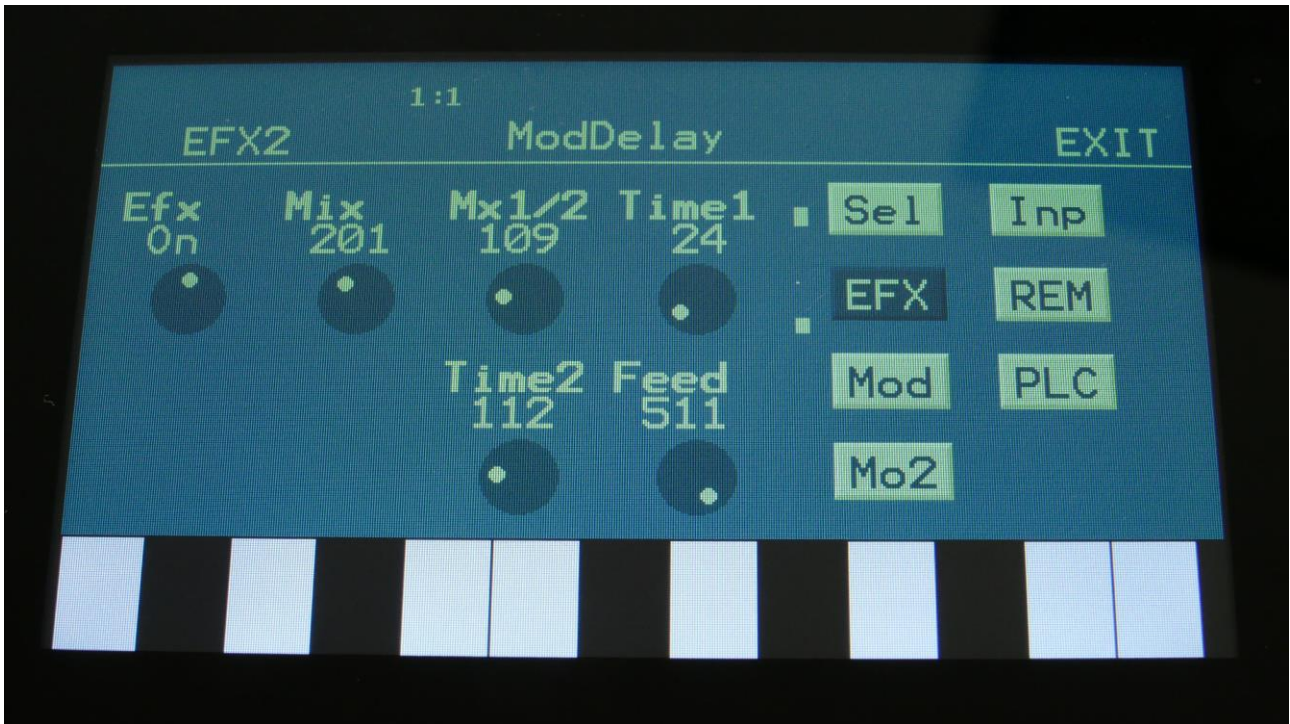 1:1
EFX2 ModDelay EXIT
Efx Mix Mx1/2 Time1 Sel Inp
On 201 109 24
EFX REM
Time2 Feed Mod PLC
112 511
Mo2